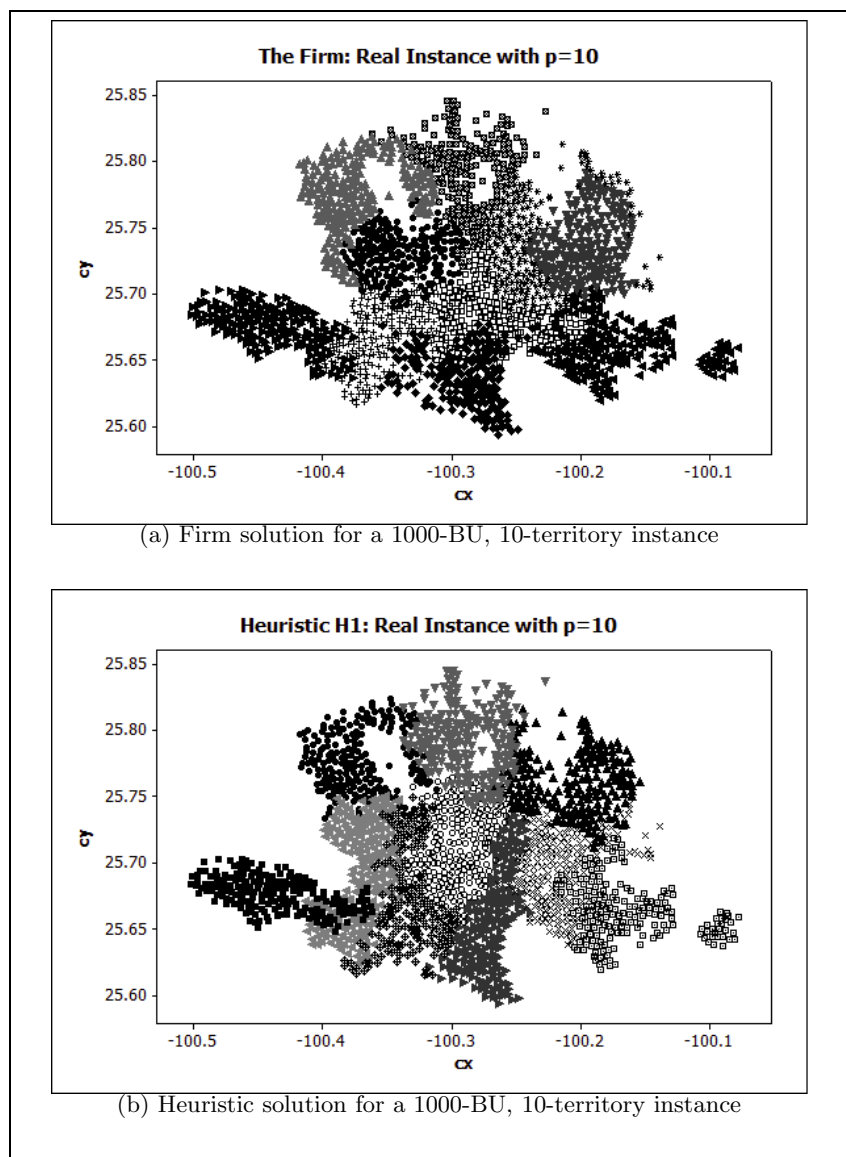 The Firm: Real Instance with p=10
25.85
25.80
25.75
25.70
25.65
25.60
cy
-100.5 -100.4 -100.3 -100.2 -100.1
cx
(a) Firm solution for a 1000-BU, 10-territory instance
Heuristic H1: Real Instance with p=10
25.85
25.80
25.75
25.70
25.65
25.60
cy
-100.5 -100.4 -100.3 -100.2 -100.1
cx
(b) Heuristic solution for a 1000-BU, 10-territory instance